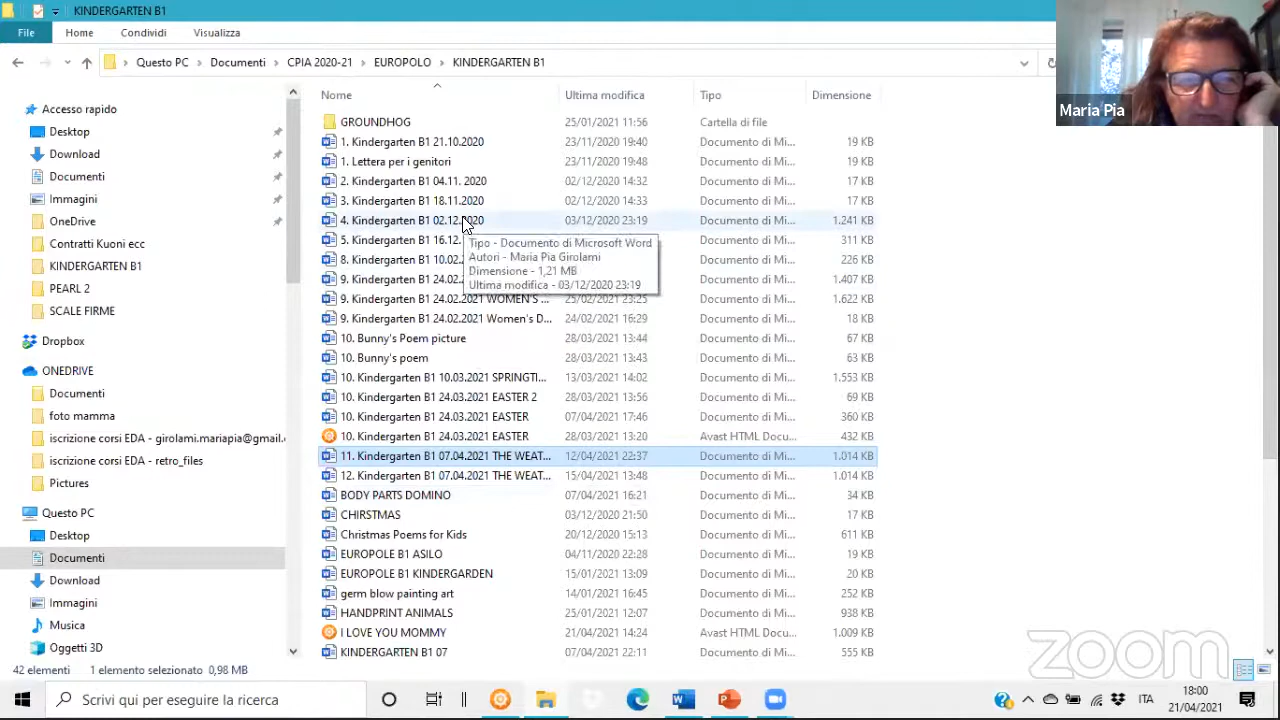 KINDERGARTEN B1
File Home Condividi Visualizza
Questo PC Documenti CPIA 2020-21 EUROPOLO KINDERGARTEN B1
Maria Pia
Nome Ultima modifica Tipo Dimensione
Accesso rapido
Desktop
Download
Documenti
Immagini
OneDrive
Contratti Kuoni ecc
KINDERGARTEN B1
PEARL 2
SCALE FIRME
Dropbox
ONEDRIVE
Documenti
foto mamma
iscrizione corsi EDA - girolami.mariapia@gmail.
iscrizione corsi EDA - retro_files
Pictures
Questo PC
Desktop
Documenti
Download
Immagini
Musica
Oggetti 3D
GROUNDHOG 25/01/2021 11:56 Cartella di file
1. Kindergarten B1 21.10.2020 23/11/2020 19:40 Documento di Mi... 19 KB
1. Lettera per i genitori 23/11/2020 19:48 Documento di Mi... 19 KB
2. Kindergarten B1 04.11. 2020 02/12/2020 14:32 Documento di Mi... 17 KB
3. Kindergarten B1 18.11.2020 02/12/2020 14:33 Documento di Mi... 17 KB
4. Kindergarten B1 02.12.2020 03/12/2020 23:19 Documento di Mi... 1.241 KB
5. Kindergarten B1 16.12. Documento di Mi... 311 KB
8. Kindergarten B1 10.02. Documento di Mi... 226 KB
9. Kindergarten B1 24.02. Documento di Mi... 1.407 KB
9. Kindergarten B1 24.02.2021 WOMEN'S ... 25/02/2021 23:25 Documento di Mi... 1.622 KB
9. Kindergarten B1 24.02.2021 Women's D... 24/02/2021 16:29 Documento di Mi... 18 KB
10. Bunny's Poem picture 28/03/2021 13:44 Documento di Mi... 67 KB
10. Bunny's poem 28/03/2021 13:43 Documento di Mi... 63 KB
10. Kindergarten B1 10.03.2021 SPRINGTI... 13/03/2021 14:02 Documento di Mi... 1.553 KB
10. Kindergarten B1 24.03.2021 EASTER 2 28/03/2021 13:56 Documento di Mi... 69 KB
10. Kindergarten B1 24.03.2021 EASTER 07/04/2021 17:46 Documento di Mi... 360 KB
10. Kindergarten B1 24.03.2021 EASTER 28/03/2021 13:20 Avast HTML Docu... 432 KB
11. Kindergarten B1 07.04.2021 THE WEAT... 12/04/2021 22:37 Documento di Mi... 1.014 KB
12. Kindergarten B1 07.04.2021 THE WEAT... 15/04/2021 13:48 Documento di Mi... 1.014 KB
BODY PARTS DOMINO 07/04/2021 16:21 Documento di Mi... 34 KB
CHIRSTMAS 03/12/2020 21:50 Documento di Mi... 17 KB
Christmas Poems for Kids 20/12/2020 15:13 Documento di Mi... 611 KB
EUROPOLE B1 ASILO 04/11/2020 22:28 Documento di Mi... 19 KB
EUROPOLE B1 KINDERGARDEN 15/01/2021 13:09 Documento di Mi... 20 KB
germ blow painting art 14/01/2021 16:45 Documento di Mi... 252 KB
HANDPRINT ANIMALS 25/01/2021 12:07 Documento di Mi... 938 KB
I LOVE YOU MOMMY 21/04/2021 14:24 Avast HTML Docu... 1.009 KB
KINDERGARTEN B1 07 07/04/2021 22:11 Documento di Mi... 555 KB
Tipo - Documento di Microsoft Word
Autori - Maria Pia Girolami
Dimensione - 1,21 MB
Ultima modifica - 03/12/2020 23:19
zoom
42 elementi 1 elemento selezionato 0,98 MB
Scrivi qui per eseguire la ricerca
ITA
18:00
21/04/2021